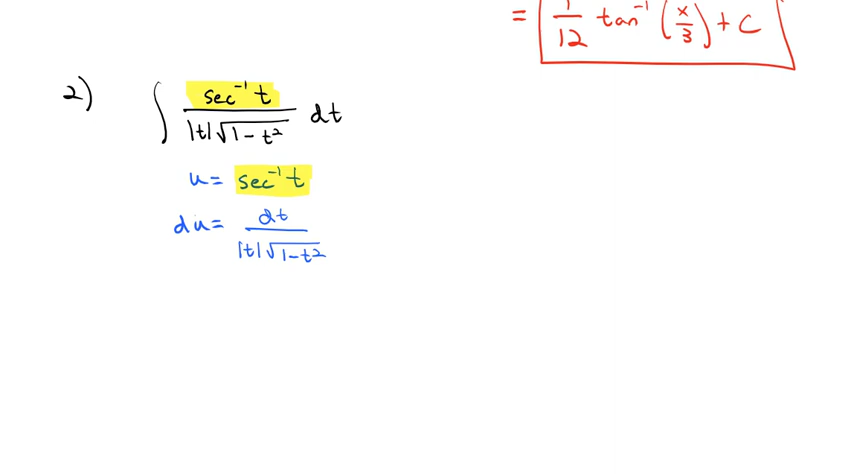 = 1/12 tan⁻¹ (x/3) + C
2) ∫ sec⁻¹ t / |t|√1 − t² dt
u = sec⁻¹ t
du = dt / |t|√1 − t²